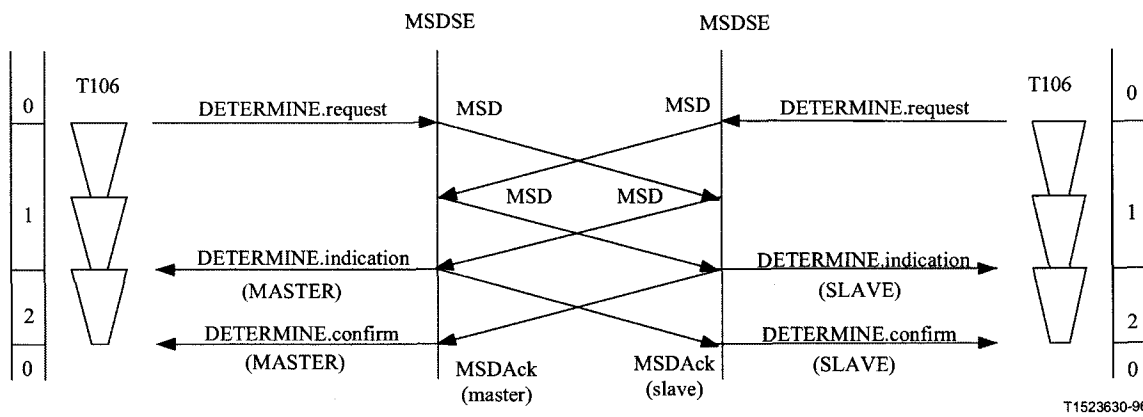 MSDSE MSDSE
T106 T106
0 DETERMINE.request MSD MSD DETERMINE.request 0
MSD MSD
1 1
DETERMINE.indication DETERMINE.indication
(MASTER) (SLAVE)
2 2
DETERMINE.confirm DETERMINE.confirm
(MASTER) (SLAVE)
0 MSDAck MSDAck 0
(master) (slave)
T1523630-96